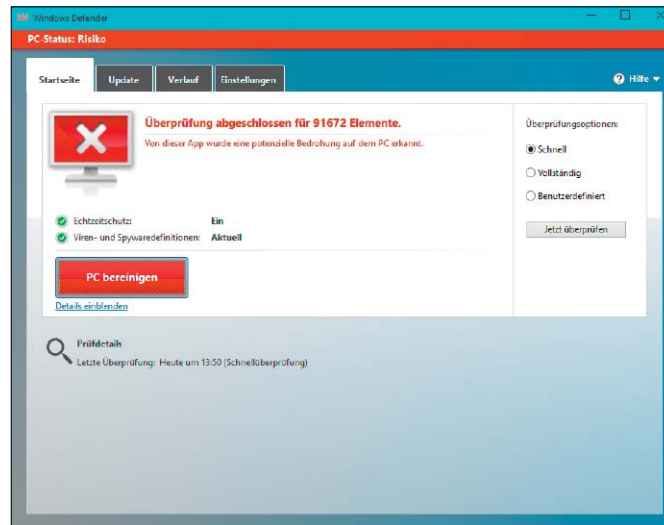 Windows Defender
PC-Status: Risiko
Startseite
Update
Verlauf
Einstellungen
Hilfe
Überprüfung abgeschlossen für 91672 Elemente.
Von dieser App wurde eine potenzielle Bedrohung auf dem PC erkannt.
Echtzeitschutz: Ein
Viren- und Spywaredefinitionen: Aktuell
PC bereinigen
Details einblenden
Überprüfungsoptionen:
Schnell
Vollständig
Benutzerdefiniert
Jetzt überprüfen
Prüfdetails
Letzte Überprüfung: Heute um 13:50 (Schnellüberprüfung)